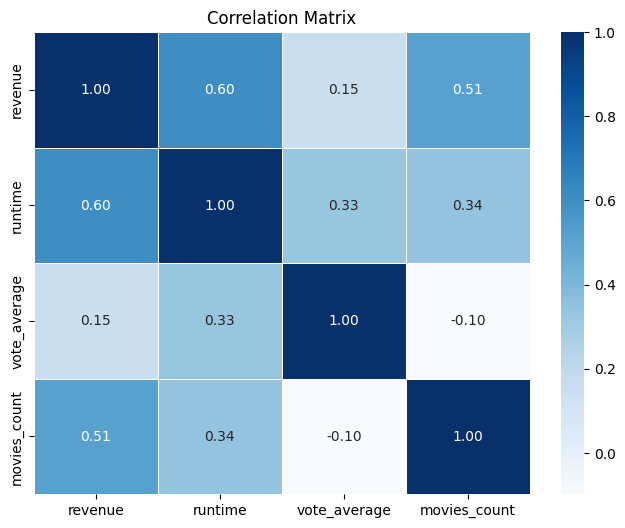 Correlation Matrix
revenue 1.00 0.60 0.15 0.51
runtime 0.60 1.00 0.33 0.34
vote_average 0.15 0.33 1.00 -0.10
movies_count 0.51 0.34 -0.10 1.00
revenue runtime vote_average movies_count
1.0
0.8
0.6
0.4
0.2
0.0